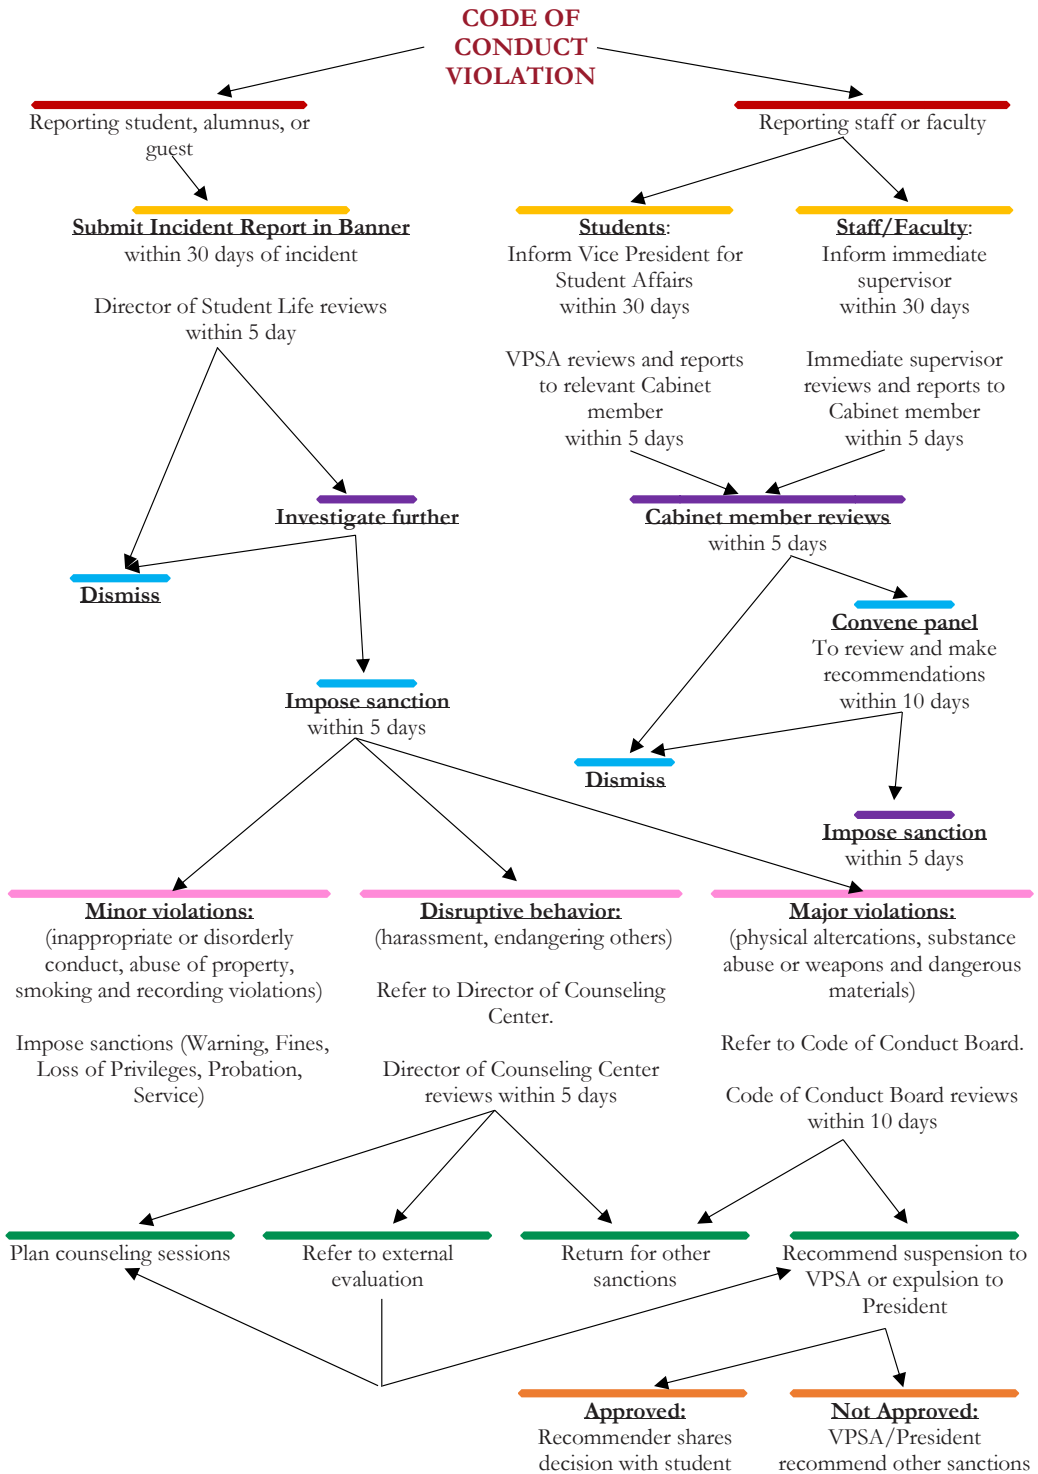 CODE OF
CONDUCT
VIOLATION
Reporting student, alumnus, or
guest
Reporting staff or faculty
Submit Incident Report in Banner
within 30 days of incident
Director of Student Life reviews
within 5 day
Students:
Inform Vice President for
Student Affairs
within 30 days
VPSA reviews and reports
to relevant Cabinet
member
within 5 days
Staff/Faculty:
Inform immediate
supervisor
within 30 days
Immediate supervisor
reviews and reports to
Cabinet member
within 5 days
Investigate further
Cabinet member reviews
within 5 days
Dismiss
Convene panel
To review and make
recommendations
within 10 days
Impose sanction
within 5 days
Dismiss
Impose sanction
within 5 days
Minor violations:
(inappropriate or disorderly
conduct, abuse of property,
smoking and recording violations)
Impose sanctions (Warning, Fines,
Loss of Privileges, Probation,
Service)
Disruptive behavior:
(harassment, endangering others)
Refer to Director of Counseling
Center.
Director of Counseling Center
reviews within 5 days
Major violations:
(physical altercations, substance
abuse or weapons and dangerous
materials)
Refer to Code of Conduct Board.
Code of Conduct Board reviews
within 10 days
Plan counseling sessions
Refer to external
evaluation
Return for other
sanctions
Recommend suspension to
VPSA or expulsion to
President
Approved:
Recommender shares
decision with student
Not Approved:
VPSA/President
recommend other sanctions